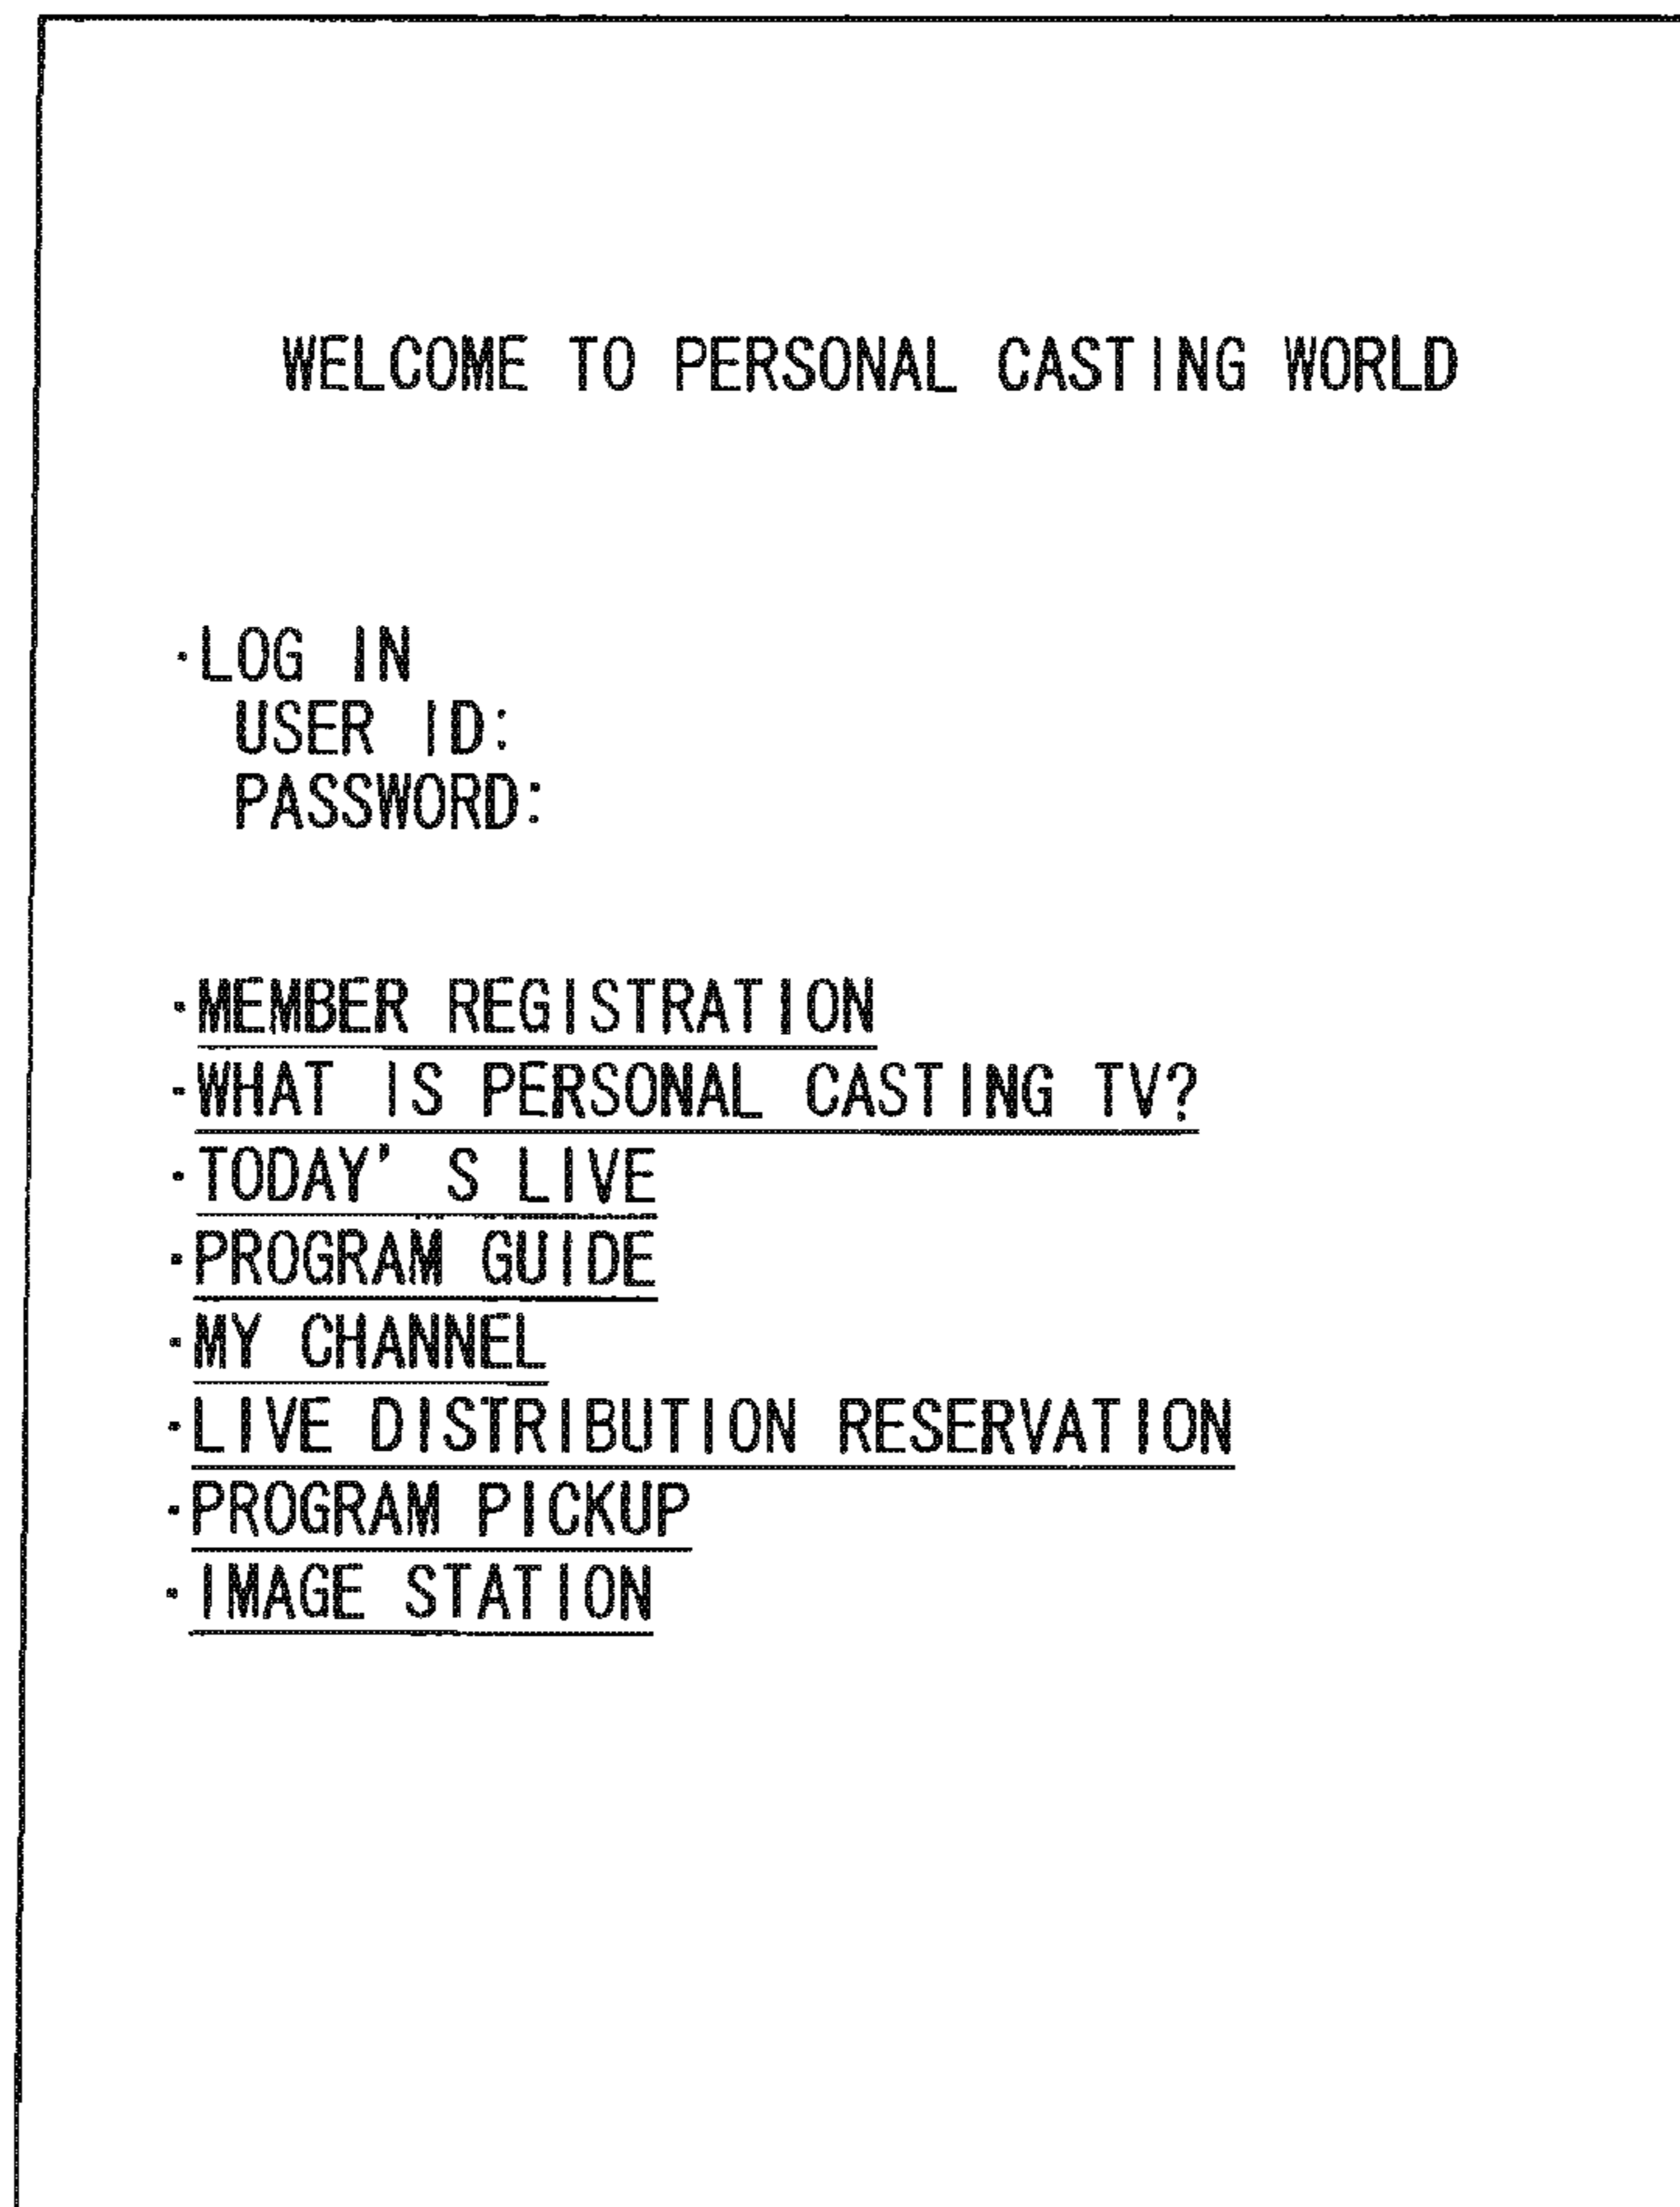 WELCOME TO PERSONAL CASTING WORLD
·LOG IN
USER ID:
PASSWORD:
·MEMBER REGISTRATION
·WHAT IS PERSONAL CASTING TV?
·TODAY'S LIVE
·PROGRAM GUIDE
·MY CHANNEL
·LIVE DISTRIBUTION RESERVATION
·PROGRAM PICKUP
·IMAGE STATION